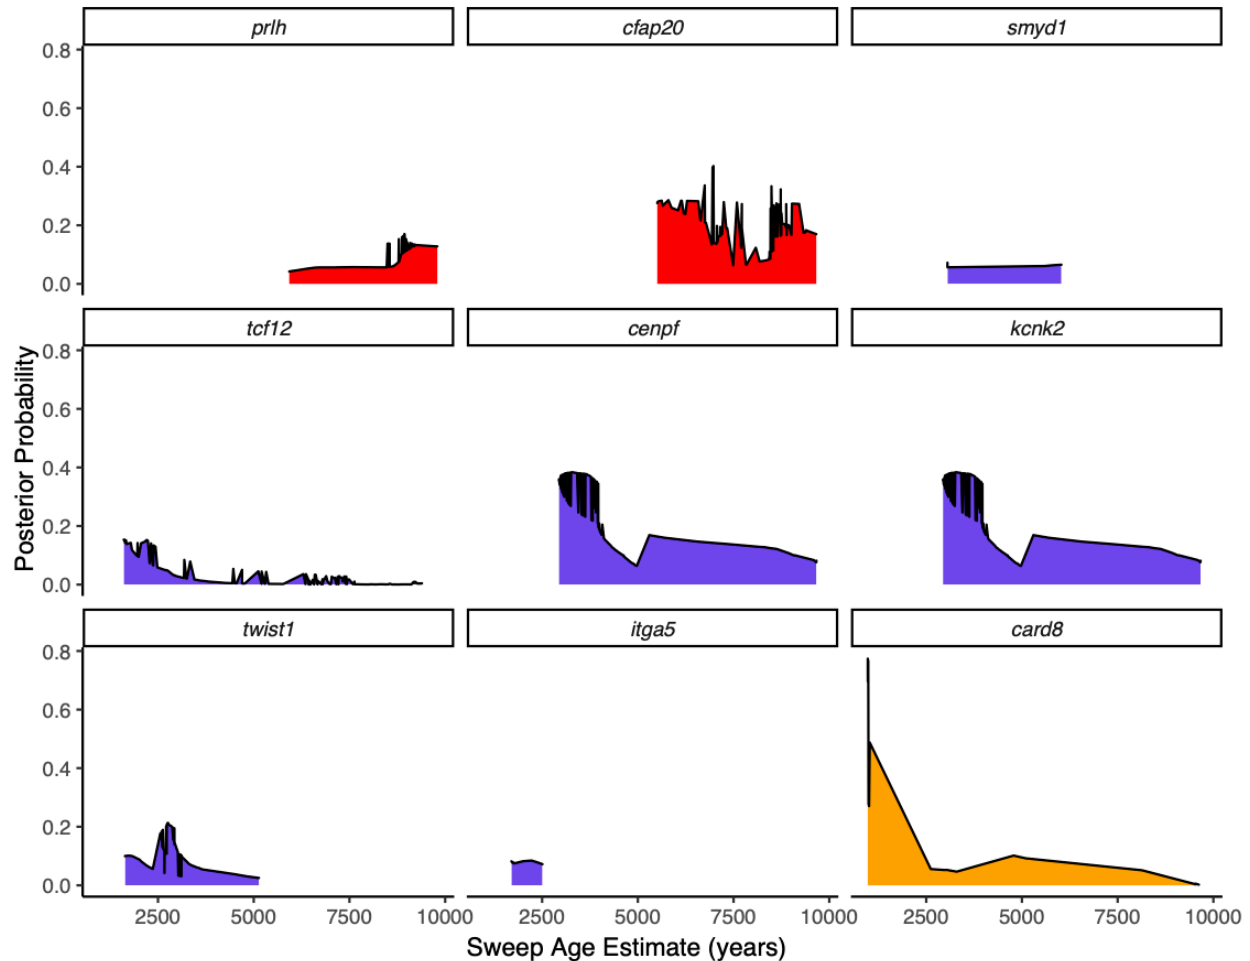 prlh cfap20 smyd1
0.8
0.6
0.4
0.2
0.0
tcf12 cenpf kcnk2
0.8
0.6
0.4
0.2
0.0
twist1 itga5 card8
0.8
0.6
0.4
0.2
0.0
2500 5000 7500 10000 2500 5000 7500 10000 2500 5000 7500 10000
Sweep Age Estimate (years)
Posterior Probability